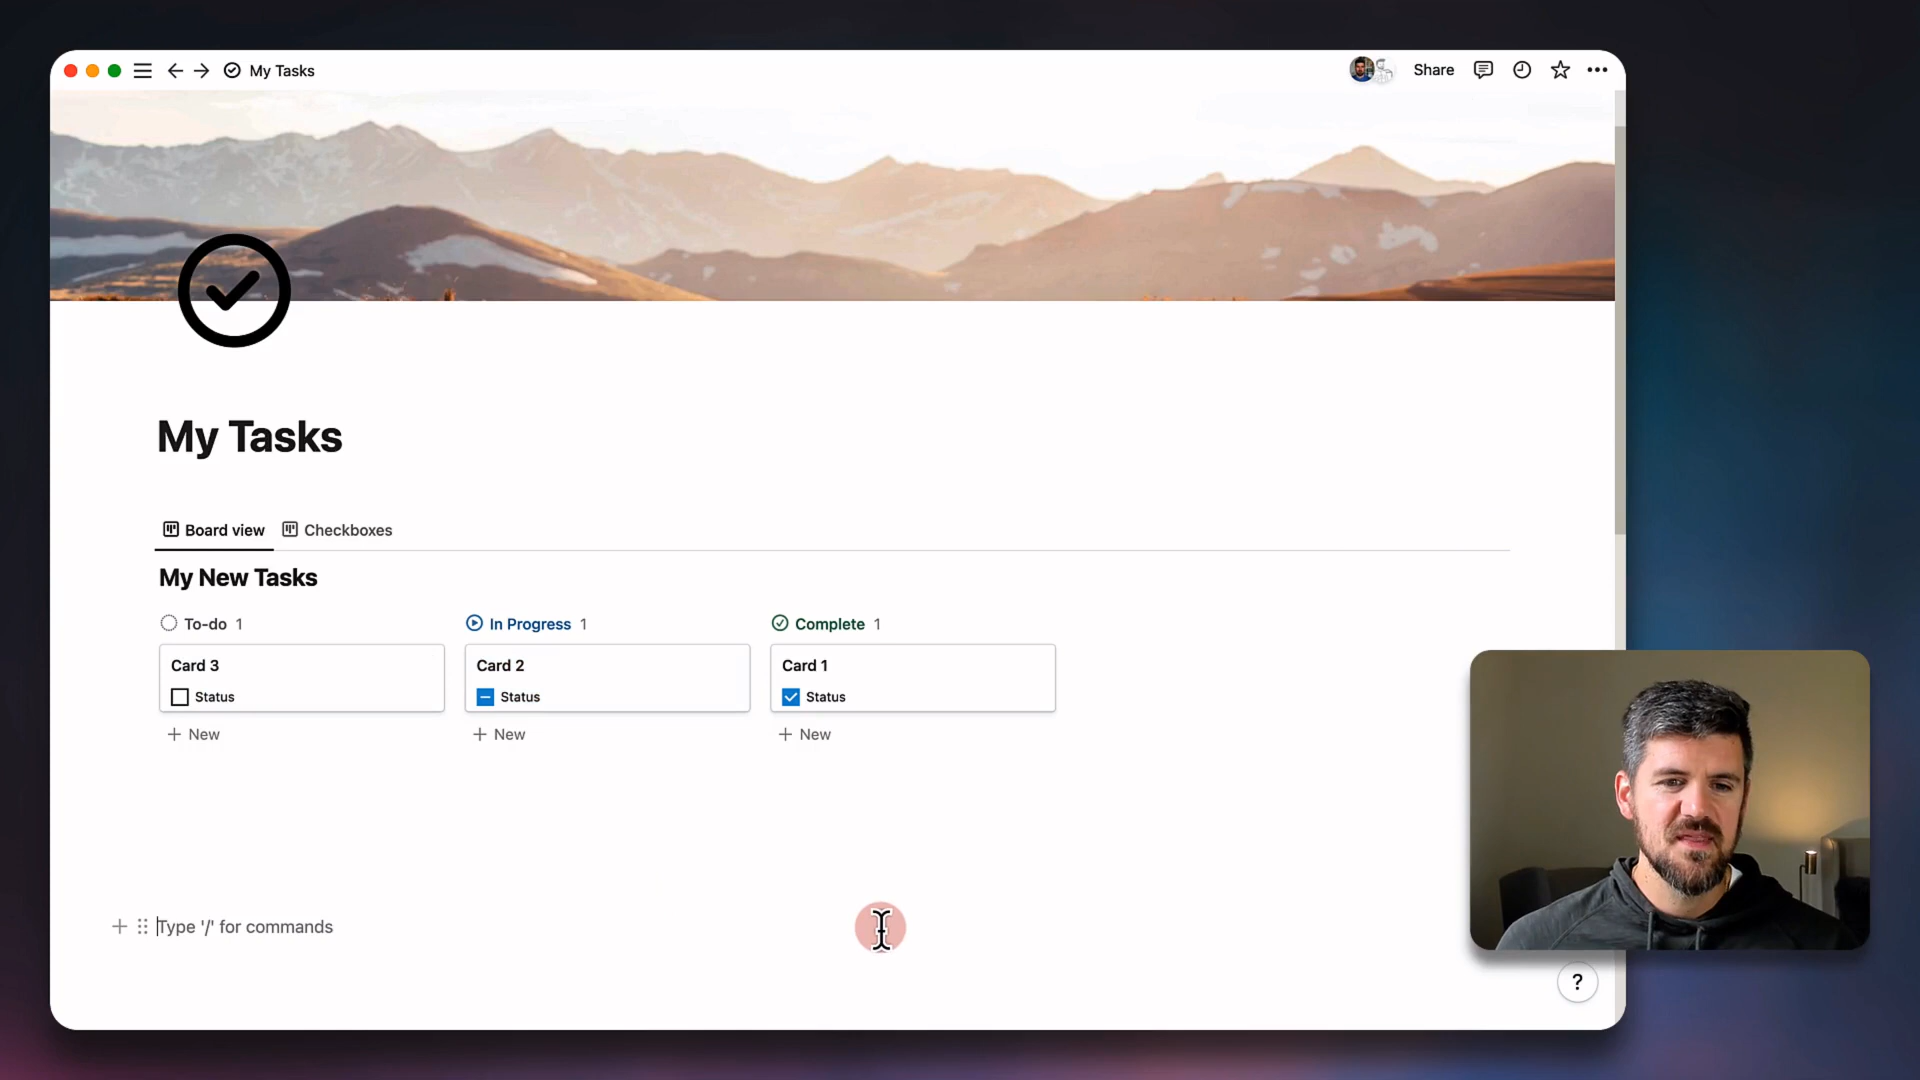 My Tasks
Share
My Tasks
Board view Checkboxes
My New Tasks
To-do 1 In Progress 1 Complete 1
Card 3 Card 2 Card 1
Status Status Status
+ New + New + New
Type '/' for commands
?